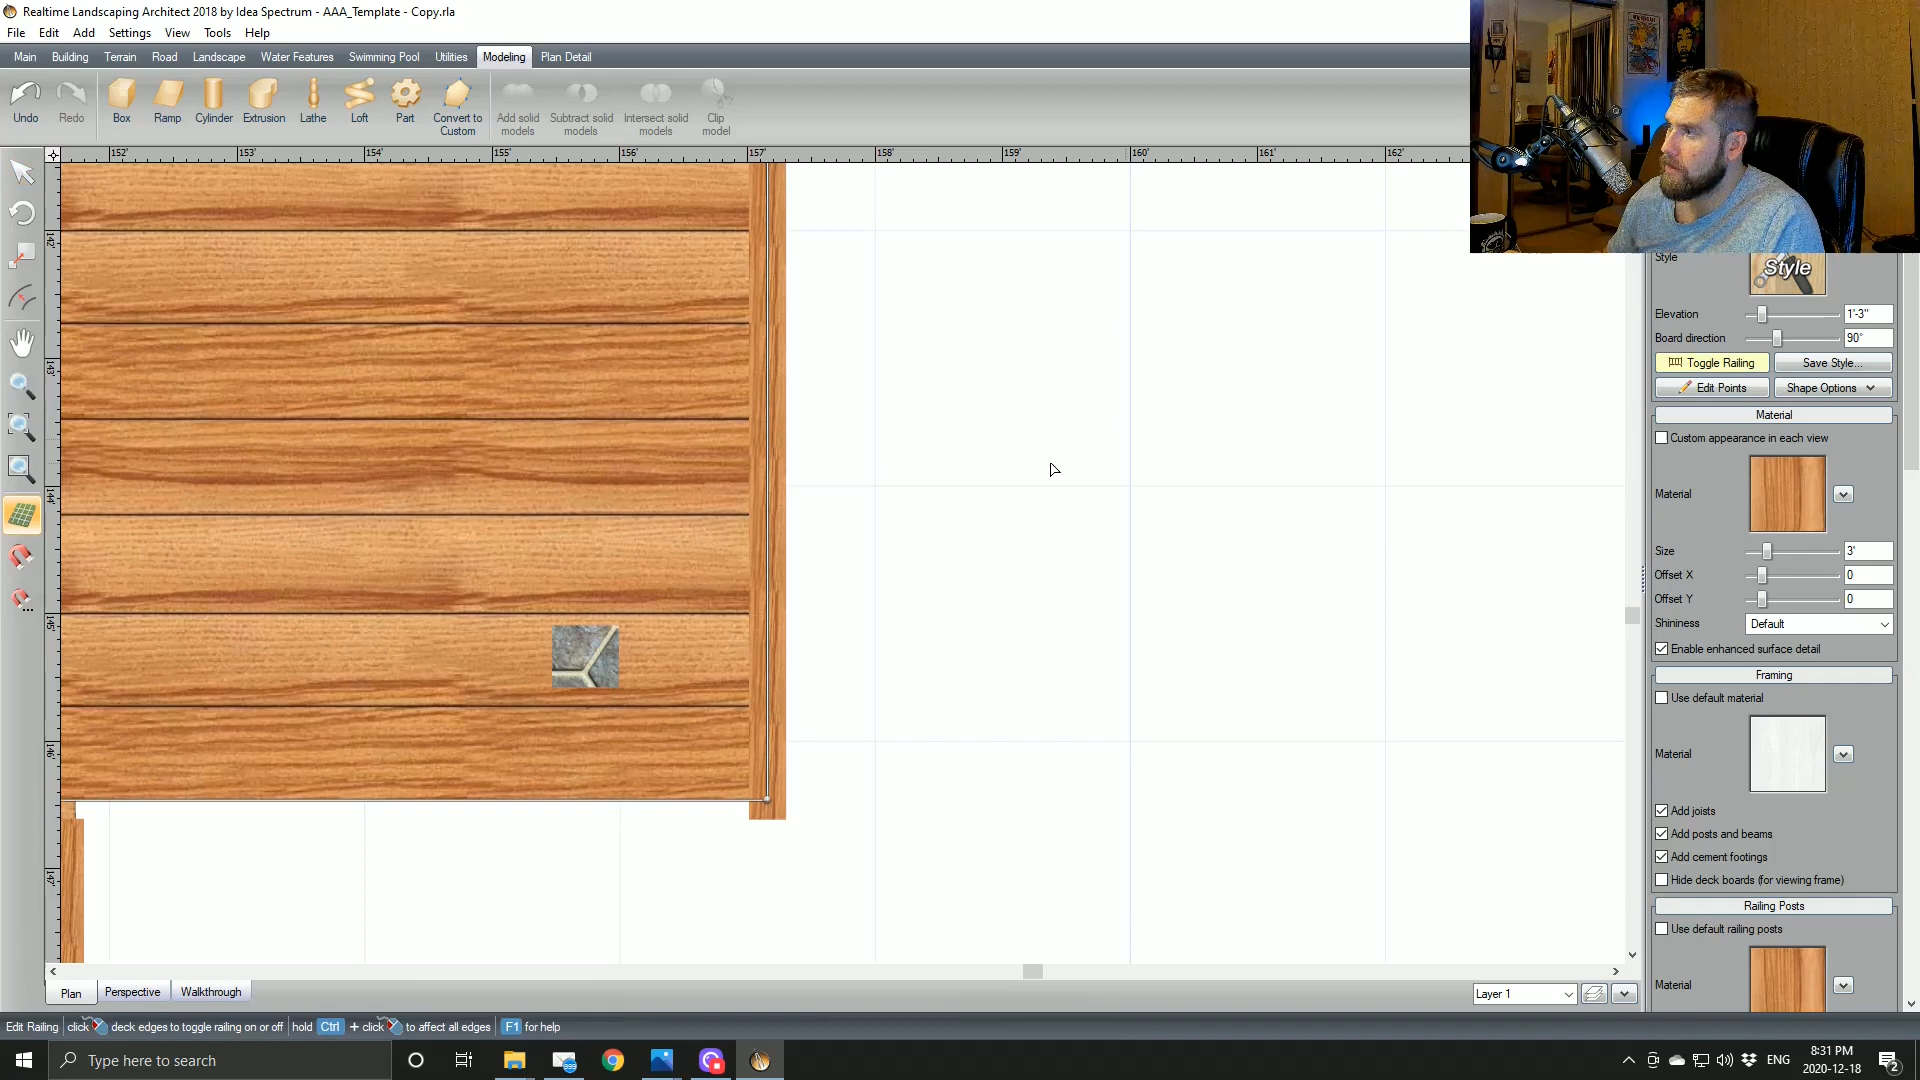 Realtime Landscaping Architect 2018 by Idea Spectrum - AAA_Template - Copy.rla
File Edit Add Settings View Tools Help
Main Building Terrain Road Landscape Water Features Swimming Pool Utilities Modeling Plan Detail
Undo Redo Box Ramp Cylinder Extrusion Lathe Loft Part Convert to Custom Add solid models Subtract solid models Intersect solid models Clip model
152' 153' 154' 155' 156' 157' 158' 159' 160' 161' 162'
142'
143'
144'
145'
146'
147'
Style
Style
Elevation 1'-3"
Board direction 90°
Toggle Railing Save Style...
Edit Points Shape Options
Material
Custom appearance in each view
Material
Size 3'
Offset X 0
Offset Y 0
Shininess Default
Enable enhanced surface detail
Framing
Use default material
Material
Add joists
Add posts and beams
Add cement footings
Hide deck boards (for viewing frame)
Railing Posts
Use default railing posts
Material
Plan Perspective Walkthrough
Layer 1
Edit Railing click deck edges to toggle railing on or off hold Ctrl + click to affect all edges F1 for help
Type here to search
ENG
8:31 PM
2020-12-18
2